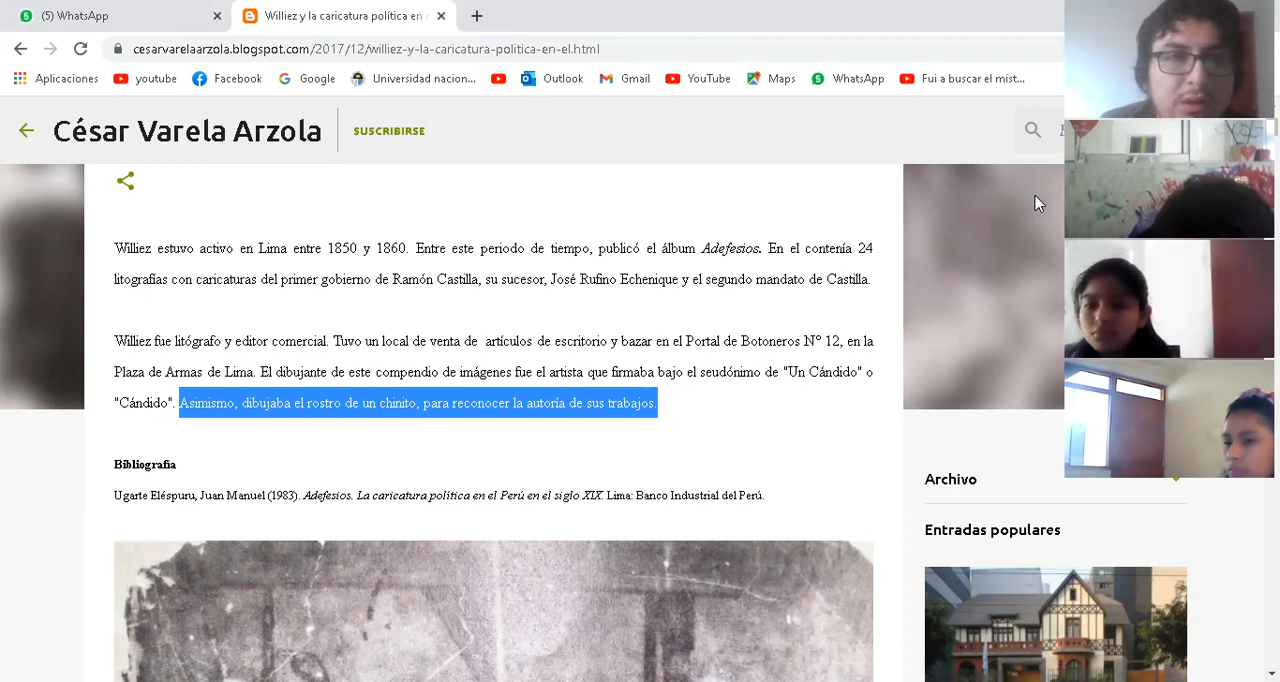 (5) WhatsApp
Williez y la caricatura política en
cesarvarelaarzola.blogspot.com/2017/12/williez-y-la-caricatura-politica-en-el.html
Aplicaciones youtube Facebook Google Universidad nacion... Outlook Gmail YouTube Maps WhatsApp Fui a buscar el mist...
César Varela Arzola
SUSCRIBIRSE
Williez estuvo activo en Lima entre 1850 y 1860. Entre este periodo de tiempo, publicó el álbum Adefesios. En el contenía 24
litografías con caricaturas del primer gobierno de Ramón Castilla, su sucesor, José Rufino Echenique y el segundo mandato de Castilla.
Williez fue litógrafo y editor comercial. Tuvo un local de venta de artículos de escritorio y bazar en el Portal de Botoneros N° 12, en la
Plaza de Armas de Lima. El dibujante de este compendio de imágenes fue el artista que firmaba bajo el seudónimo de "Un Cándido" o
"Cándido". Asimismo, dibujaba el rostro de un chinito, para reconocer la autoría de sus trabajos.
Bibliografía
Ugarte Eléspuru, Juan Manuel (1983). Adefesios. La caricatura política en el Perú en el siglo XIX. Lima: Banco Industrial del Perú.
Archivo
Entradas populares